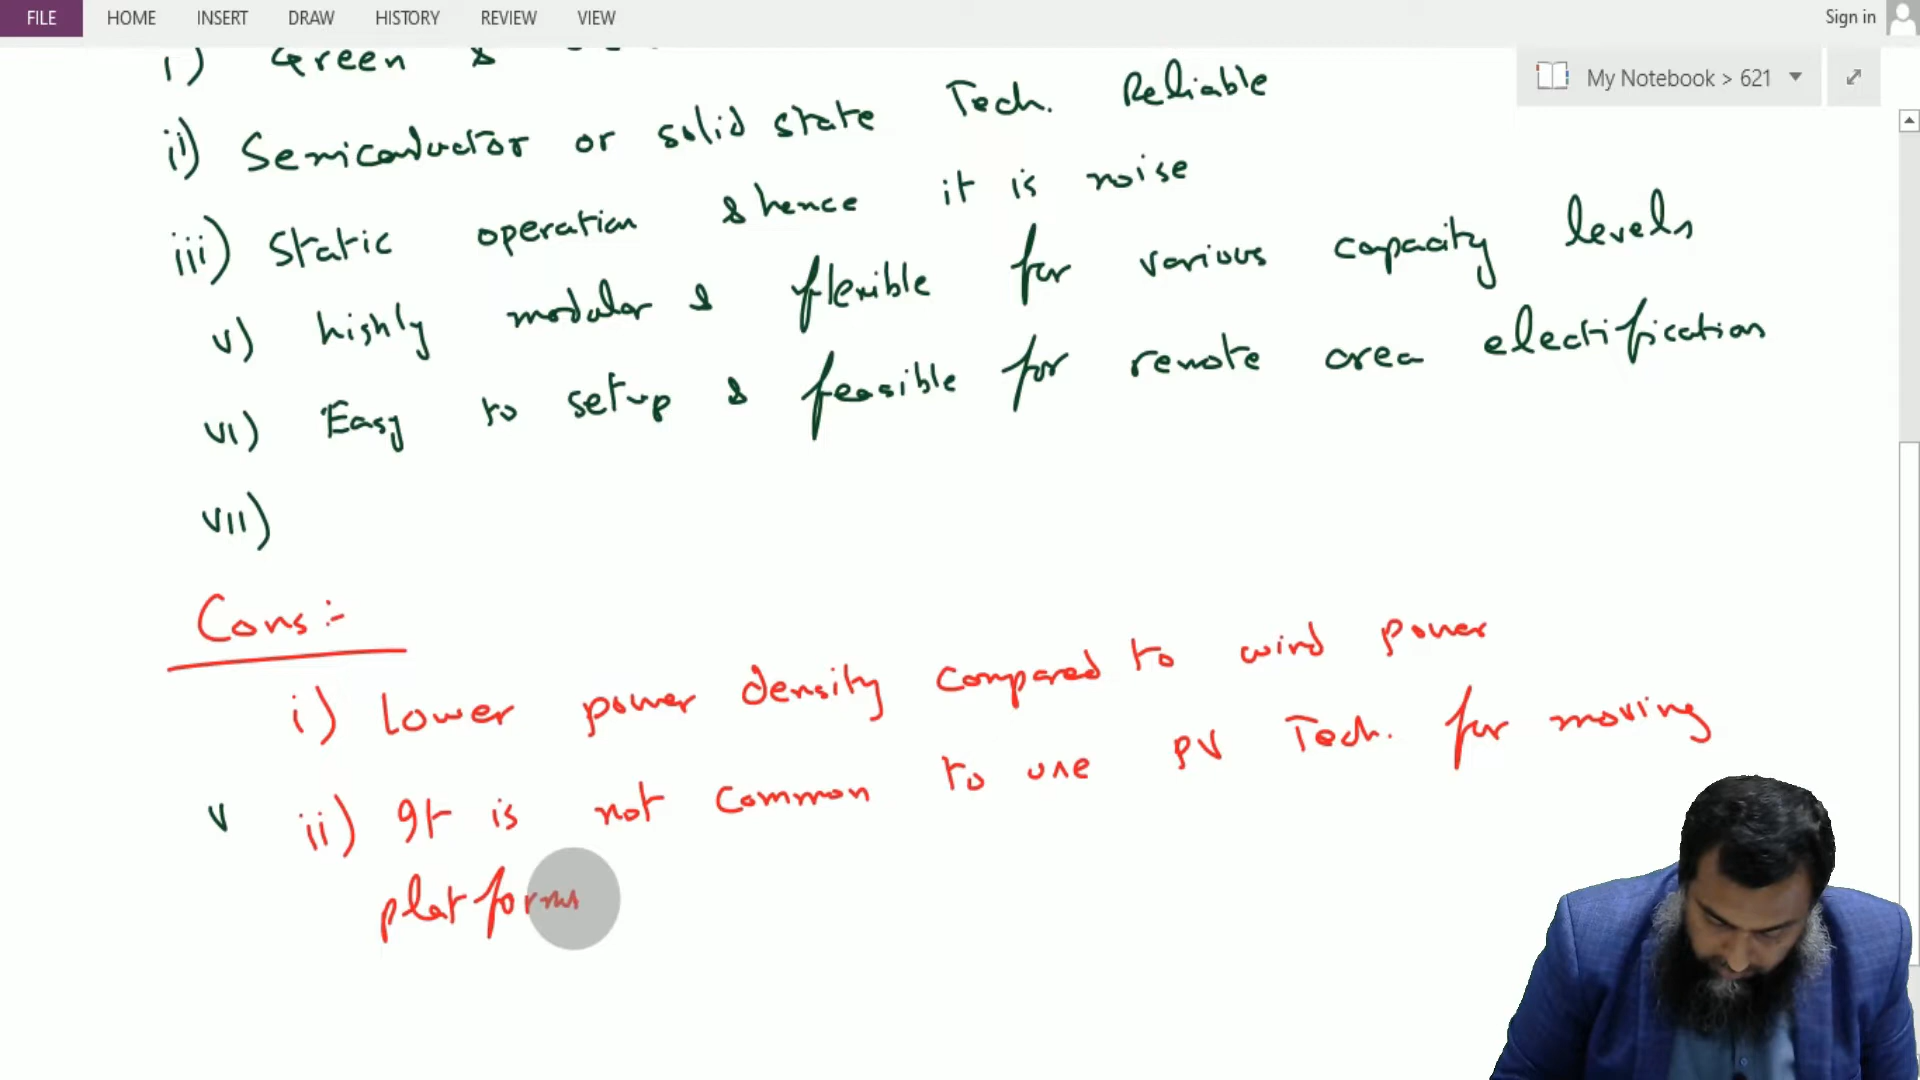 FILE HOME INSERT DRAW HISTORY REVIEW VIEW Sign in
My Notebook > 621
i) Green &
ii) Semiconductor or solid state Tech. Reliable
iii) Static operation & hence it is noise
v) highly modular & flexible for various capacity levels
vi) Easy to setup & feasible for remote area electification
vii)
Cons :-
i) Lower power density compared to wind power
v ii) It is not common to use PV Tech. for moving
platforms